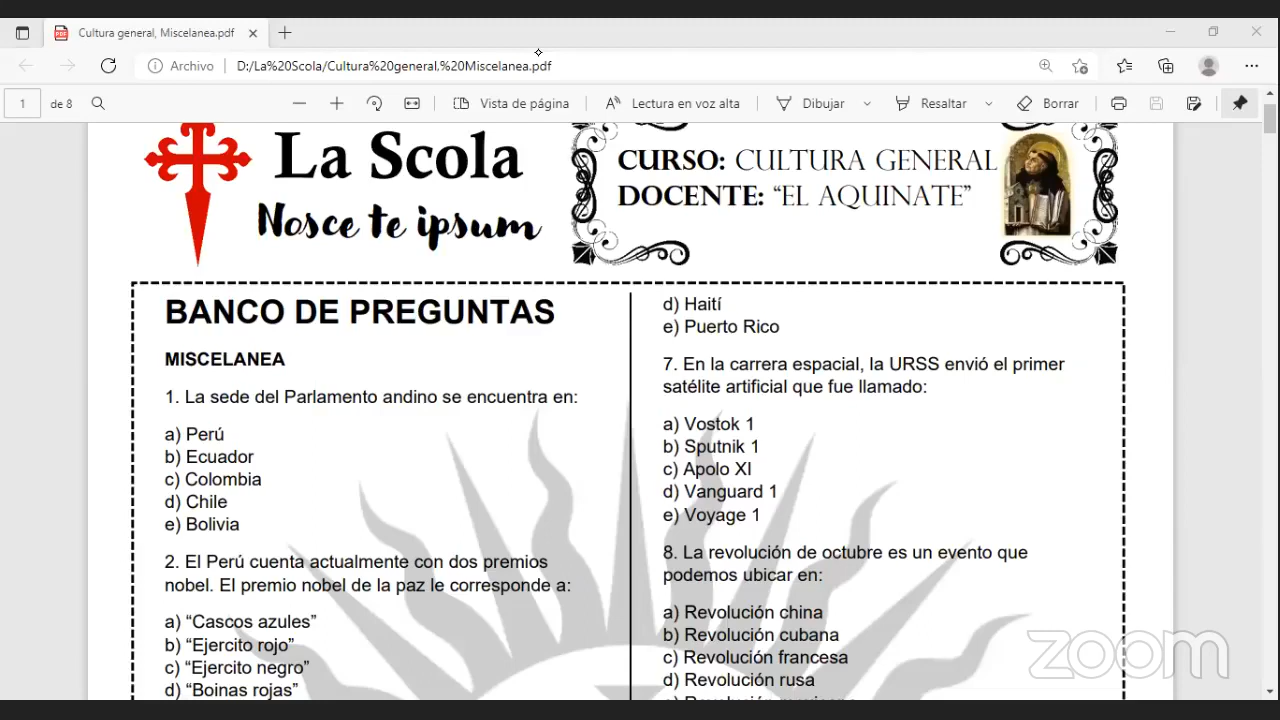 Cultura general, Miscelanea.pdf
Archivo
D:/La%20Scola/Cultura%20general,%20Miscelanea.pdf
1 de 8
Vista de página
Lectura en voz alta
Dibujar
Resaltar
Borrar
La Scola
Nosce te ipsum
CURSO: CULTURA GENERAL
DOCENTE: “EL AQUINATE”
BANCO DE PREGUNTAS
MISCELANEA
1. La sede del Parlamento andino se encuentra en:
a) Perú
b) Ecuador
c) Colombia
d) Chile
e) Bolivia
2. El Perú cuenta actualmente con dos premios
nobel. El premio nobel de la paz le corresponde a:
a) “Cascos azules”
b) “Ejercito rojo”
c) “Ejercito negro”
d) “Boinas rojas”
d) Haití
e) Puerto Rico
7. En la carrera espacial, la URSS envió el primer
satélite artificial que fue llamado:
a) Vostok 1
b) Sputnik 1
c) Apolo XI
d) Vanguard 1
e) Voyage 1
8. La revolución de octubre es un evento que
podemos ubicar en:
a) Revolución china
b) Revolución cubana
c) Revolución francesa
d) Revolución rusa
zoom